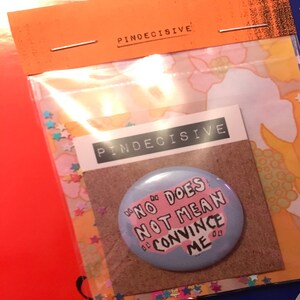 PINDECISIVE
PINDECISIVE
"NO" DOES
NOT MEAN
"CONVINCE
ME"